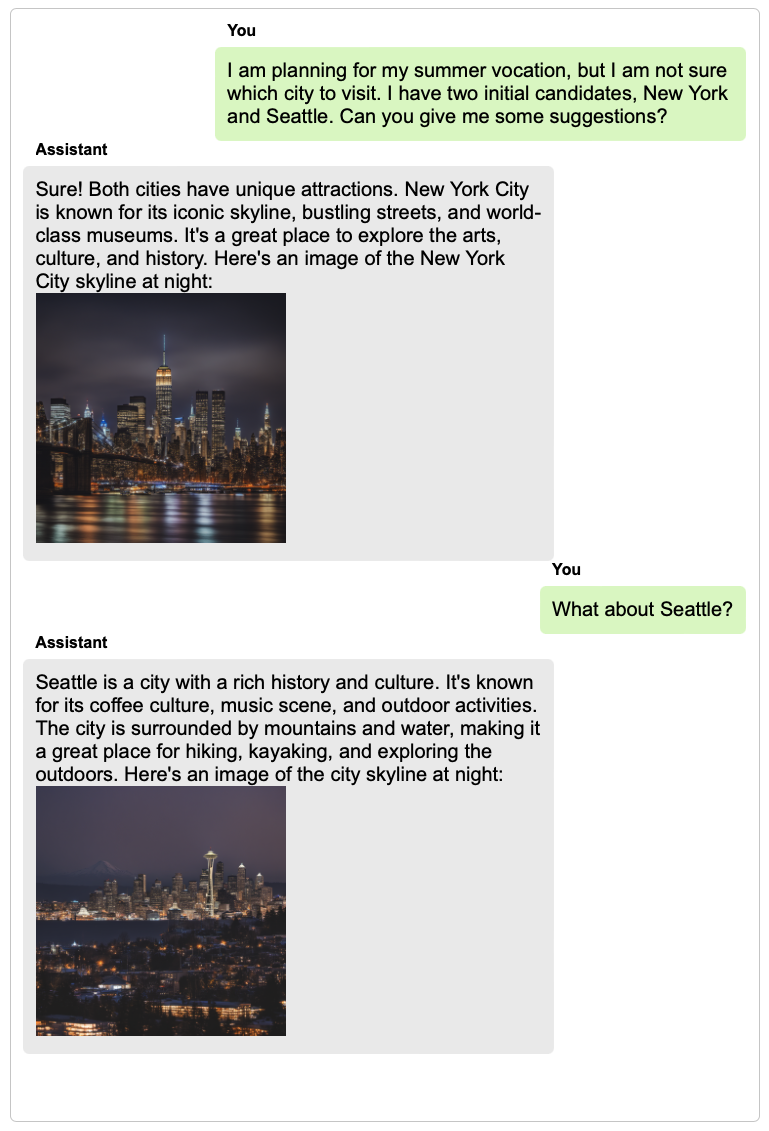 You
I am planning for my summer vocation, but I am not sure
which city to visit. I have two initial candidates, New York
and Seattle. Can you give me some suggestions?
Assistant
Sure! Both cities have unique attractions. New York City
is known for its iconic skyline, bustling streets, and world-
class museums. It's a great place to explore the arts,
culture, and history. Here's an image of the New York
City skyline at night:
You
What about Seattle?
Assistant
Seattle is a city with a rich history and culture. It's known
for its coffee culture, music scene, and outdoor activities.
The city is surrounded by mountains and water, making it
a great place for hiking, kayaking, and exploring the
outdoors. Here's an image of the city skyline at night: